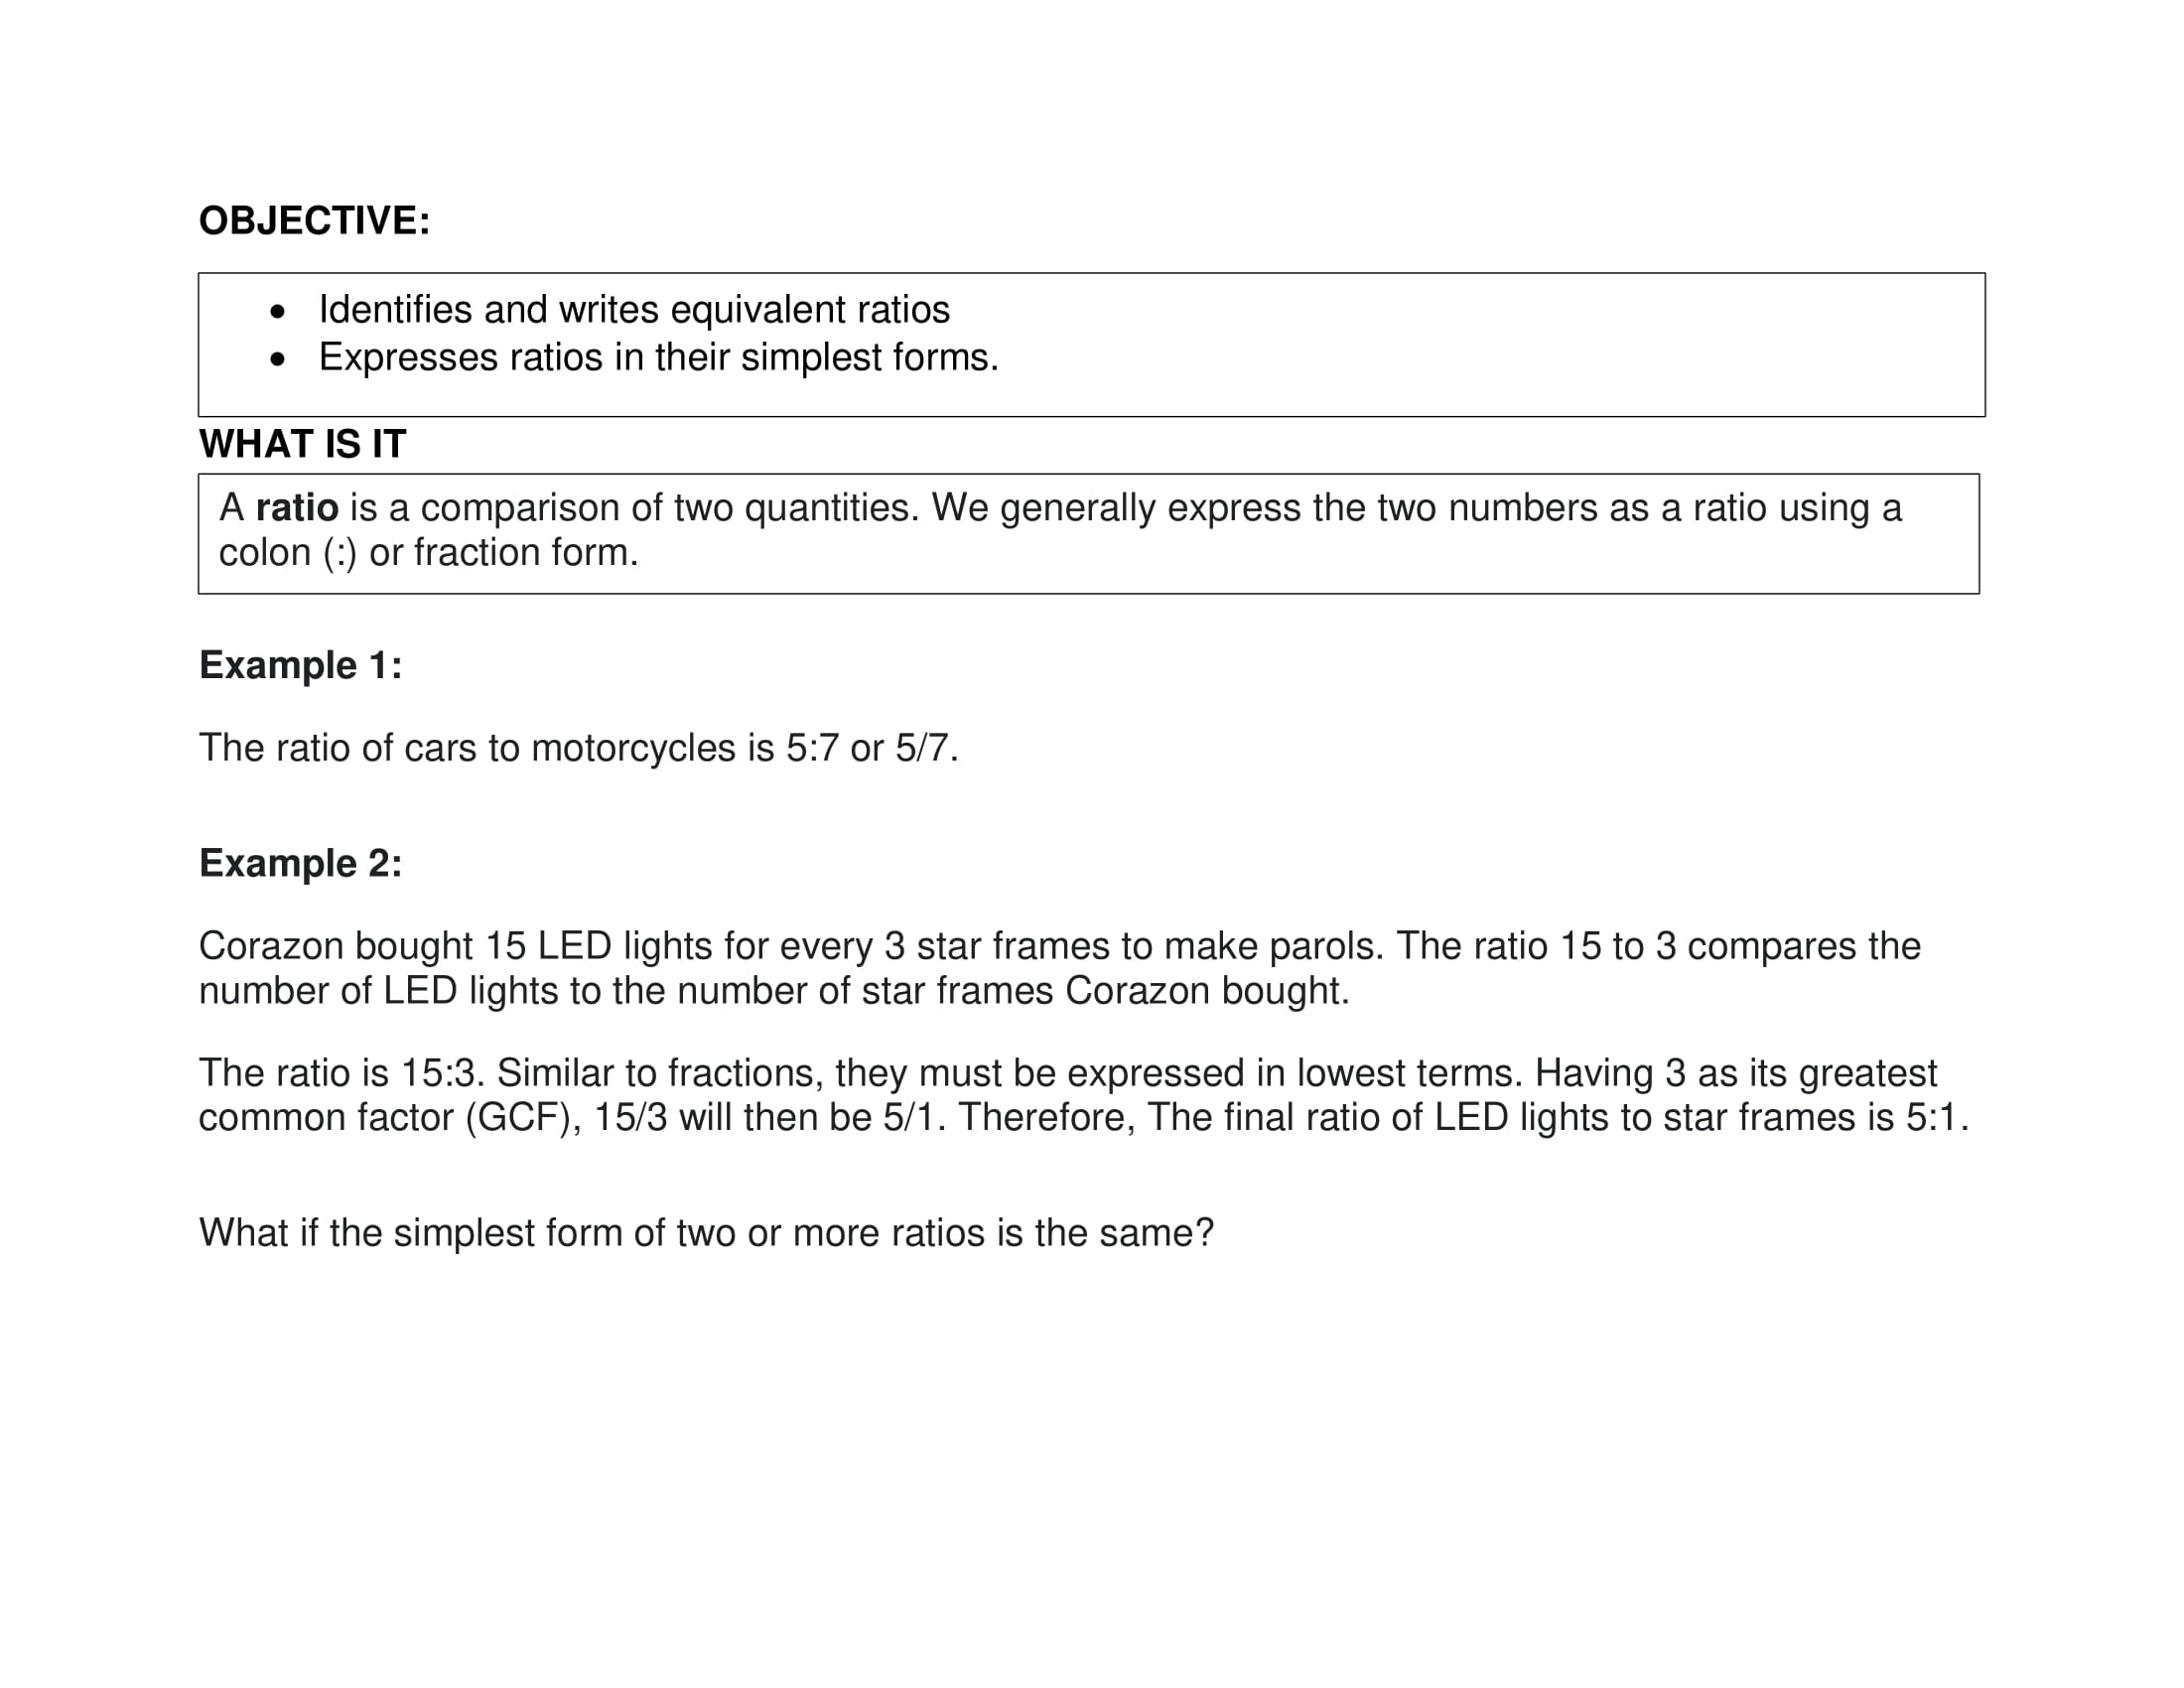 OBJECTIVE:
• Identifies and writes equivalent ratios
• Expresses ratios in their simplest forms.
WHAT IS IT
A ratio is a comparison of two quantities. We generally express the two numbers as a ratio using a
colon (:) or fraction form.
Example 1:
The ratio of cars to motorcycles is 5:7 or 5/7.
Example 2:
Corazon bought 15 LED lights for every 3 star frames to make parols. The ratio 15 to 3 compares the
number of LED lights to the number of star frames Corazon bought.
The ratio is 15:3. Similar to fractions, they must be expressed in lowest terms. Having 3 as its greatest
common factor (GCF), 15/3 will then be 5/1. Therefore, The final ratio of LED lights to star frames is 5:1.
What if the simplest form of two or more ratios is the same?